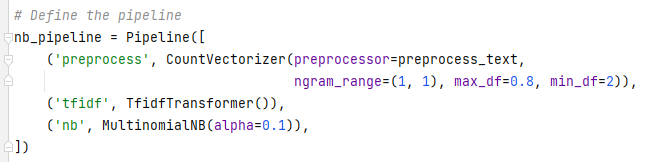 # Define the pipeline
nb_pipeline = Pipeline([
    ('preprocess', CountVectorizer(preprocessor=preprocess_text,
                                   ngram_range=(1, 1), max_df=0.8, min_df=2)),
    ('tfidf', TfidfTransformer()),
    ('nb', MultinomialNB(alpha=0.1)),
])